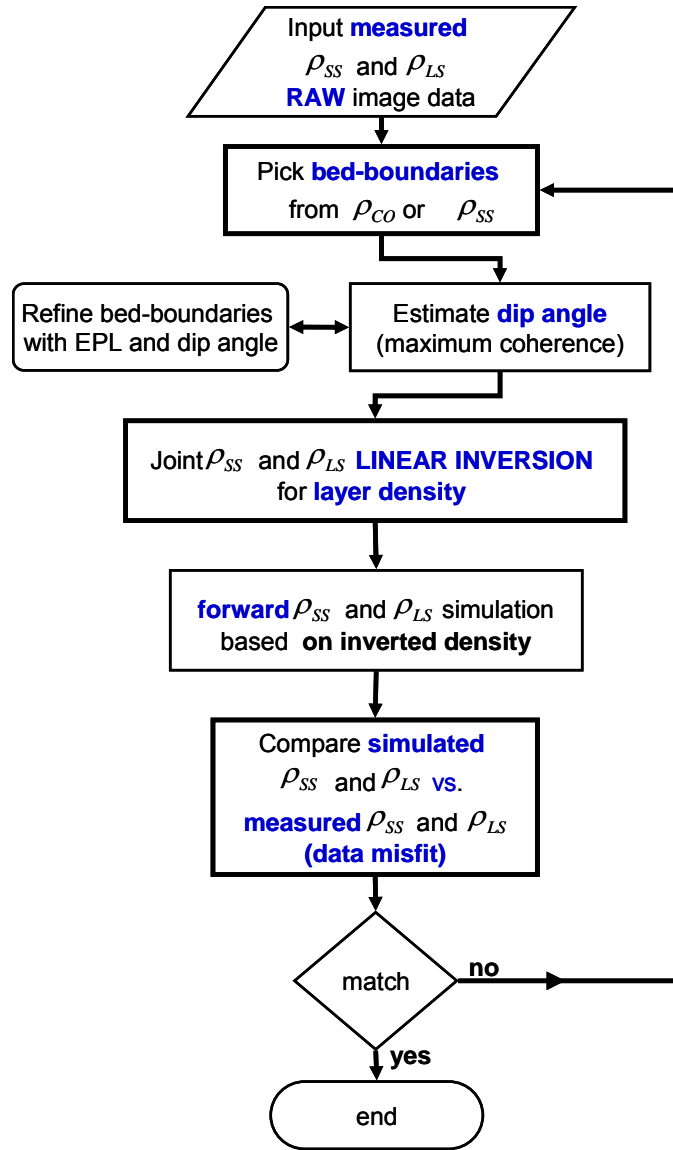 Input measured
ρSS and ρLS
RAW image data
Pick bed-boundaries
from ρCO or ρSS
Refine bed-boundaries
with EPL and dip angle
Estimate dip angle
(maximum coherence)
Joint ρSS and ρLS LINEAR INVERSION
for layer density
forward ρSS and ρLS simulation
based on inverted density
Compare simulated
ρSS and ρLS vs.
measured ρSS and ρLS
(data misfit)
match
no
yes
end